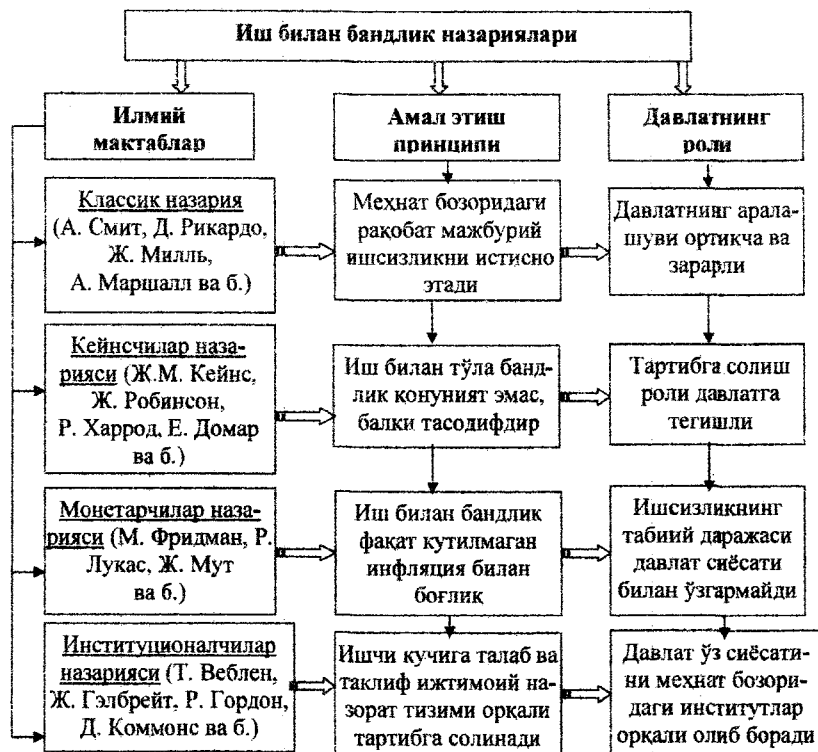 Иш билан бандлик назариялари
Илмий
мактаблар
Амал этиш
принципи
Давлатнинг
роли
Классик назария
(А. Смит, Д. Рикардо,
Ж. Милль,
А. Маршалл ва б.)
Меҳнат бозоридаги
рақобат мажбурий
ишсизликни истисно
этади
Давлатнинг арала-
шуви ортикча ва
зарарли
Кейнсчилар наза-
рияси (Ж.М. Кейнс,
Ж. Робинсон,
Р. Харрод, Е. Домар
ва б.)
Иш билан тўла банд-
лик қонуният эмас,
балки тасодифдир
Тартибга солиш
роли давлатга
тегишли
Монетарчилар наза-
рияси (М. Фридман, Р.
Лукас, Ж. Мут
ва б.)
Иш билан бандлик
фақат кутилмаган
инфляция билан
боғлиқ
Ишсизликнинг
табиий даражаси
давлат сиёсати
билан ўзгармайди
Институционалчилар
назарияси (Т. Веблен,
Ж. Гэлбрейт, Р. Гордон,
Д. Коммонс ва б.)
Ишчи кучига талаб ва
таклиф ижтимоий на-
зорат тизими орқали
тартибга солинади
Давлат ўз сиёсати-
ни меҳнат бозори-
даги институтлар
орқали олиб боради